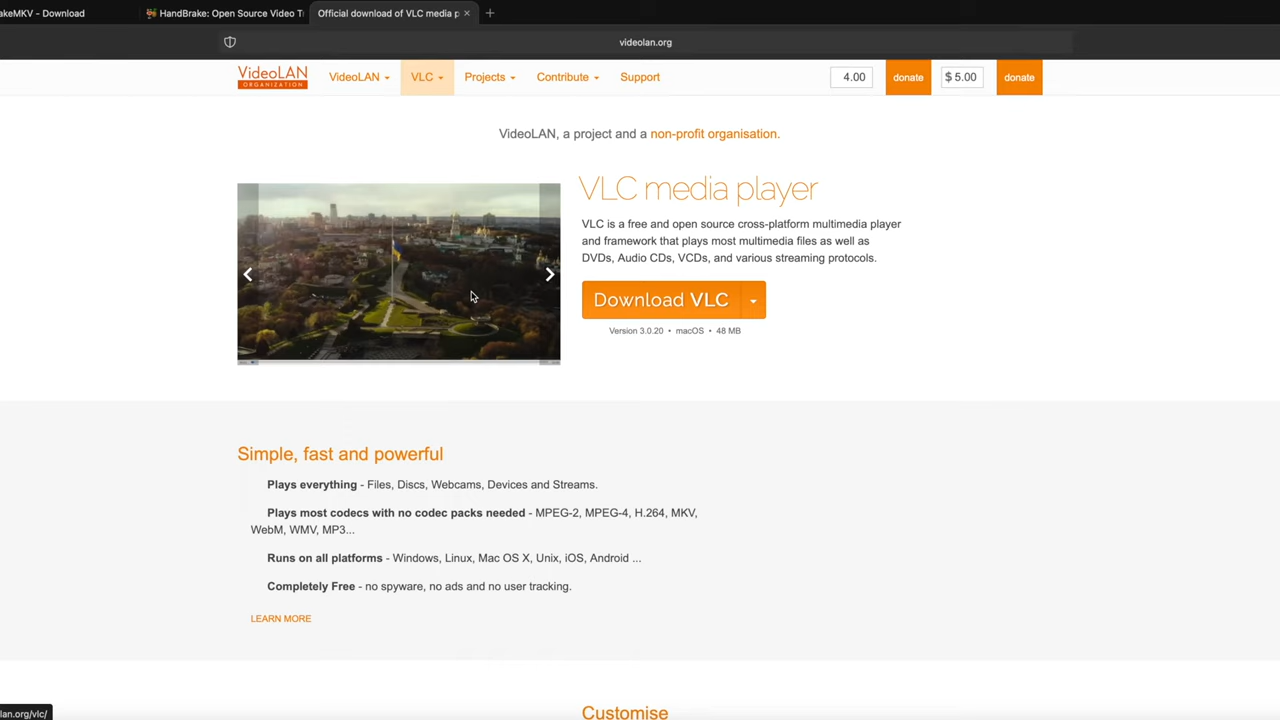 akeMKV - Download
HandBrake: Open Source Video T
Official download of VLC media p
videolan.org
VideoLAN
ORGANIZATION
VideoLAN
VLC
Projects
Contribute
Support
4.00
donate
$ 5.00
donate
VideoLAN, a project and a non-profit organisation.
VLC media player
VLC is a free and open source cross-platform multimedia player
and framework that plays most multimedia files as well as
DVDs, Audio CDs, VCDs, and various streaming protocols.
Download VLC
Version 3.0.20 • macOS • 48 MB
Simple, fast and powerful
Plays everything - Files, Discs, Webcams, Devices and Streams.
Plays most codecs with no codec packs needed - MPEG-2, MPEG-4, H.264, MKV,
WebM, WMV, MP3...
Runs on all platforms - Windows, Linux, Mac OS X, Unix, iOS, Android ...
Completely Free - no spyware, no ads and no user tracking.
LEARN MORE
Customise
lan.org/vlc/